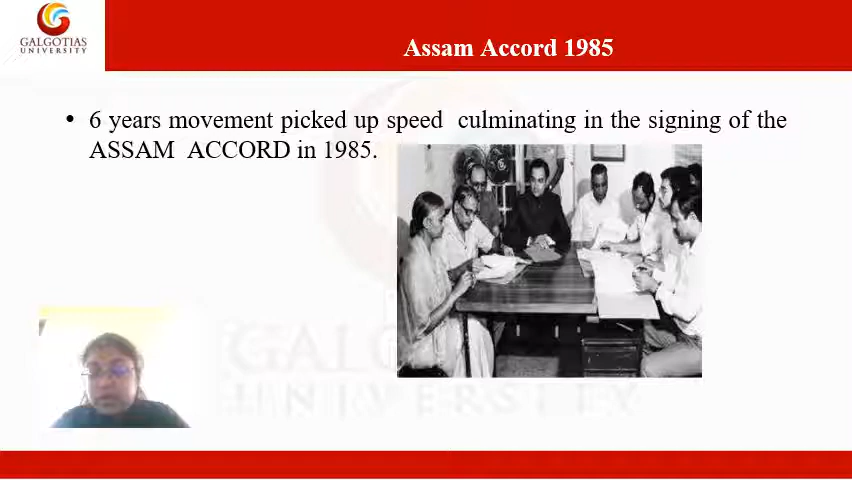 GALGOTIAS
UNIVERSITY
Assam Accord 1985
• 6 years movement picked up speed culminating in the signing of the
ASSAM ACCORD in 1985.
GALGOTIAS
UNIVERSITY